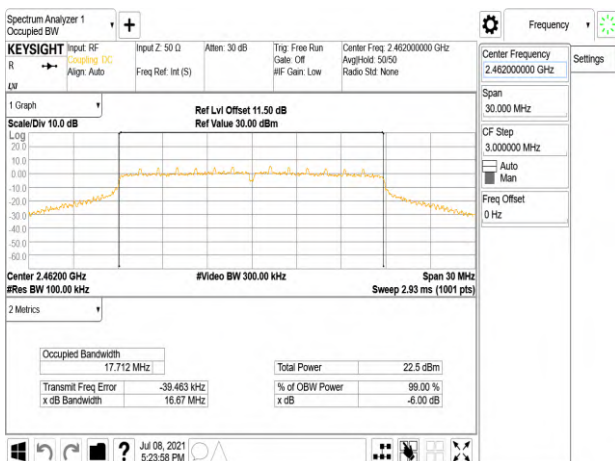 Spectrum Analyzer 1
Occupied BW
Frequency
KEYSIGHT
R
LXI
Input: RF
Coupling: DC
Align: Auto
Input Z: 50 Ω
Freq Ref: Int (S)
Atten: 30 dB
Trig: Free Run
Gate: Off
#IF Gain: Low
Center Freq: 2.462000000 GHz
Avg|Hold: 50/50
Radio Std: None
Center Frequency
2.462000000 GHz
Settings
Span
30.000 MHz
CF Step
3.000000 MHz
Auto
Man
Freq Offset
0 Hz
1 Graph
Scale/Div 10.0 dB
Ref Lvl Offset 11.50 dB
Ref Value 30.00 dBm
Log
20.0
10.0
0.00
-10.0
-20.0
-30.0
-40.0
-50.0
-60.0
Center 2.46200 GHz
#Res BW 100.00 kHz
#Video BW 300.00 kHz
Span 30 MHz
Sweep 2.93 ms (1001 pts)
2 Metrics
Occupied Bandwidth
17.712 MHz
Total Power 22.5 dBm
Transmit Freq Error -39.463 kHz
% of OBW Power 99.00 %
x dB Bandwidth 16.67 MHz
x dB -6.00 dB
?
Jul 08, 2021
5:23:58 PM